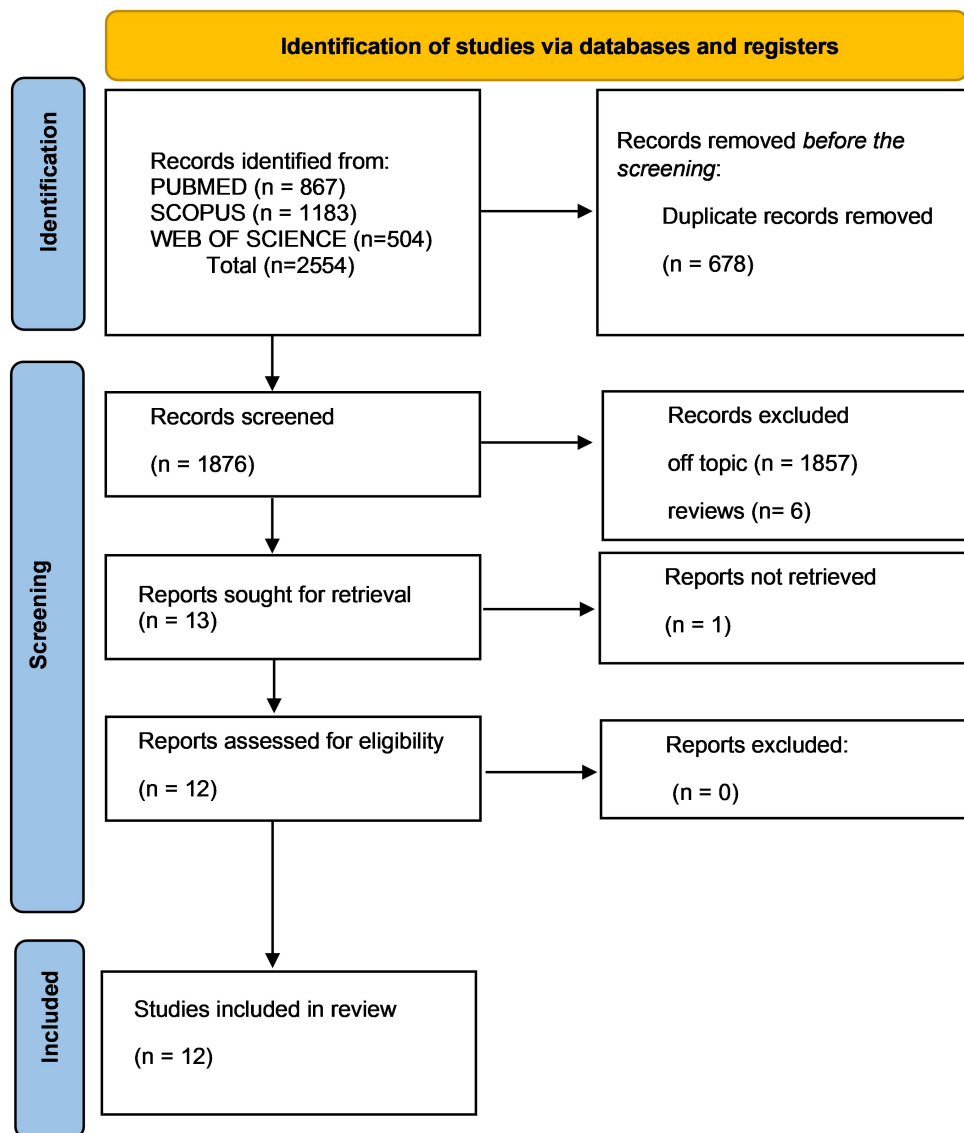 Identification of studies via databases and registers
Identification
Records identified from:
PUBMED (n = 867)
SCOPUS (n = 1183)
WEB OF SCIENCE (n=504)
Total (n=2554)
Records removed before the
screening:
Duplicate records removed
(n = 678)
Screening
Records screened
(n = 1876)
Records excluded
off topic (n = 1857)
reviews (n= 6)
Reports sought for retrieval
(n = 13)
Reports not retrieved
(n = 1)
Reports assessed for eligibility
(n = 12)
Reports excluded:
(n = 0)
Included
Studies included in review
(n = 12)